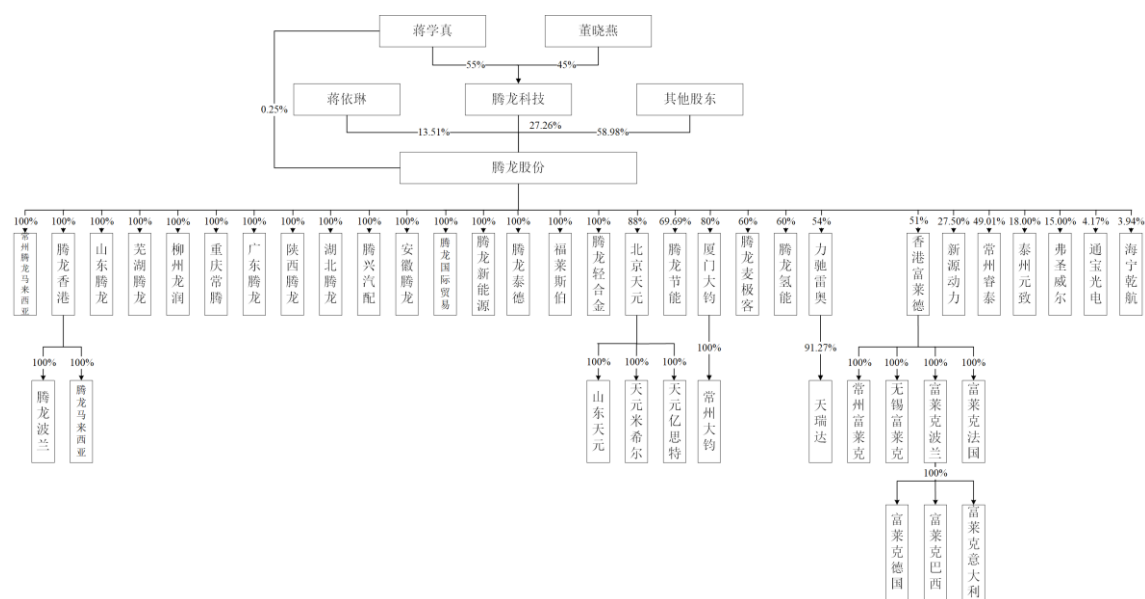 蒋学真
董晓燕
55%
45%
蒋依琳
腾龙科技
其他股东
0.25%
13.51%
27.26%
58.98%
腾龙股份
100% 100% 100% 100% 100% 100% 100% 100% 100% 100% 100% 100% 100% 100% 100% 100% 88% 69.69% 80% 60% 60% 54% 51% 27.50% 49.01% 18.00% 15.00% 4.17% 3.94%
常州腾龙马来西亚
腾龙香港
山东腾龙
芜湖腾龙
柳州龙润
重庆常腾
广东腾龙
陕西腾龙
湖北腾龙
腾兴汽配
安徽腾龙
腾龙国际贸易
腾龙新能源
腾龙泰德
福莱斯伯
腾龙轻合金
北京天元
腾龙节能
厦门大钧
腾龙麦极客
腾龙氢能
力驰雷奥
香港富莱德
新源动力
常州睿泰
泰州元致
弗圣威尔
通宝光电
海宁乾航
100% 100% 100% 100% 100% 100% 91.27% 100% 100% 100% 100%
腾龙波兰
腾龙马来西亚
山东天元
天元米希尔
天元亿思特
常州大钧
天瑞达
常州富莱克
无锡富莱克
富莱克波兰
富莱克法国
100%
富莱克德国
富莱克巴西
富莱克意大利